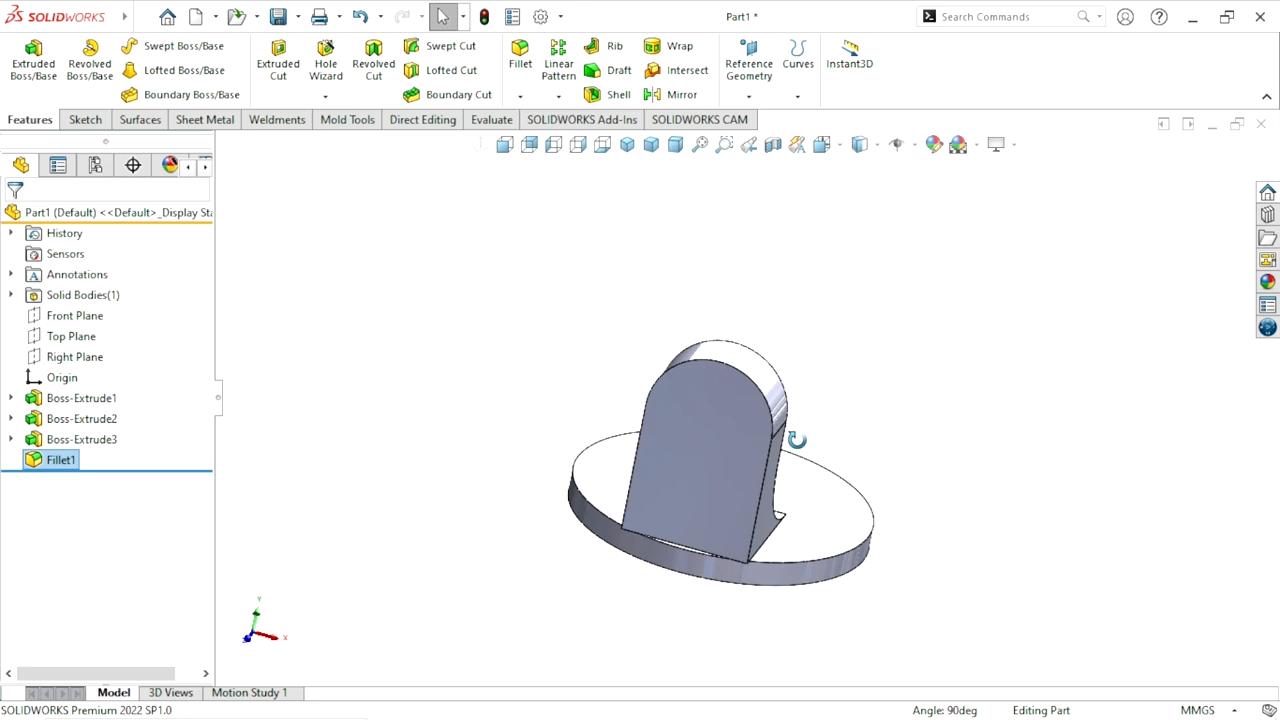 SOLIDWORKS
Part1 *
Search Commands
Extruded Boss/Base
Revolved Boss/Base
Swept Boss/Base
Lofted Boss/Base
Boundary Boss/Base
Extruded Cut
Hole Wizard
Revolved Cut
Swept Cut
Lofted Cut
Boundary Cut
Fillet
Linear Pattern
Rib
Draft
Shell
Wrap
Intersect
Mirror
Reference Geometry
Curves
Instant3D
Features
Sketch
Surfaces
Sheet Metal
Weldments
Mold Tools
Direct Editing
Evaluate
SOLIDWORKS Add-Ins
SOLIDWORKS CAM
Part1 (Default) <<Default>_Display Sta
History
Sensors
Annotations
Solid Bodies(1)
Front Plane
Top Plane
Right Plane
Origin
Boss-Extrude1
Boss-Extrude2
Boss-Extrude3
Fillet1
Y
X
Z
Model
3D Views
Motion Study 1
SOLIDWORKS Premium 2022 SP1.0
Angle: 90deg
Editing Part
MMGS